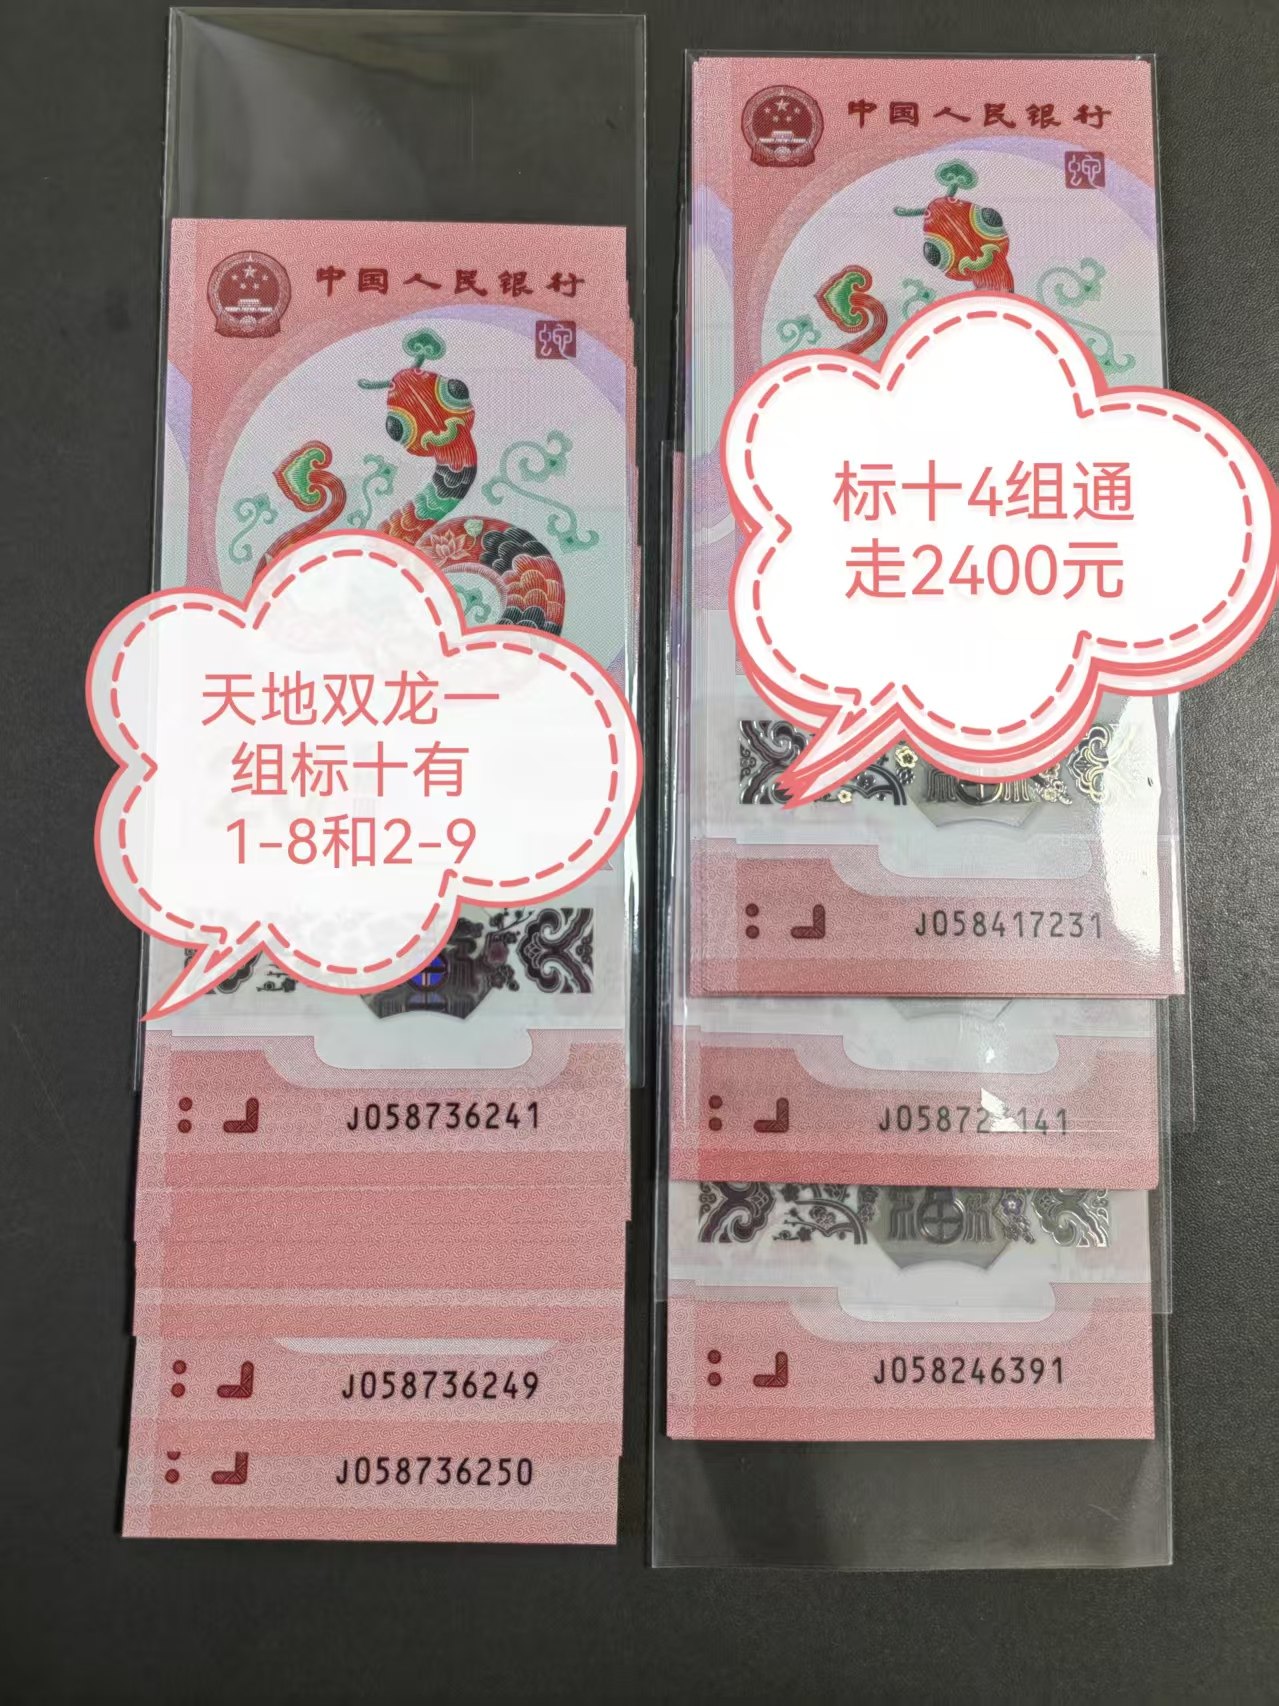 中国人民银行
天地双龙一
组标十有
1-8和2-9
J058736241
J058736249
J058736250
中国人民银行
标十4组通
走2400元
J058417231
J058246391